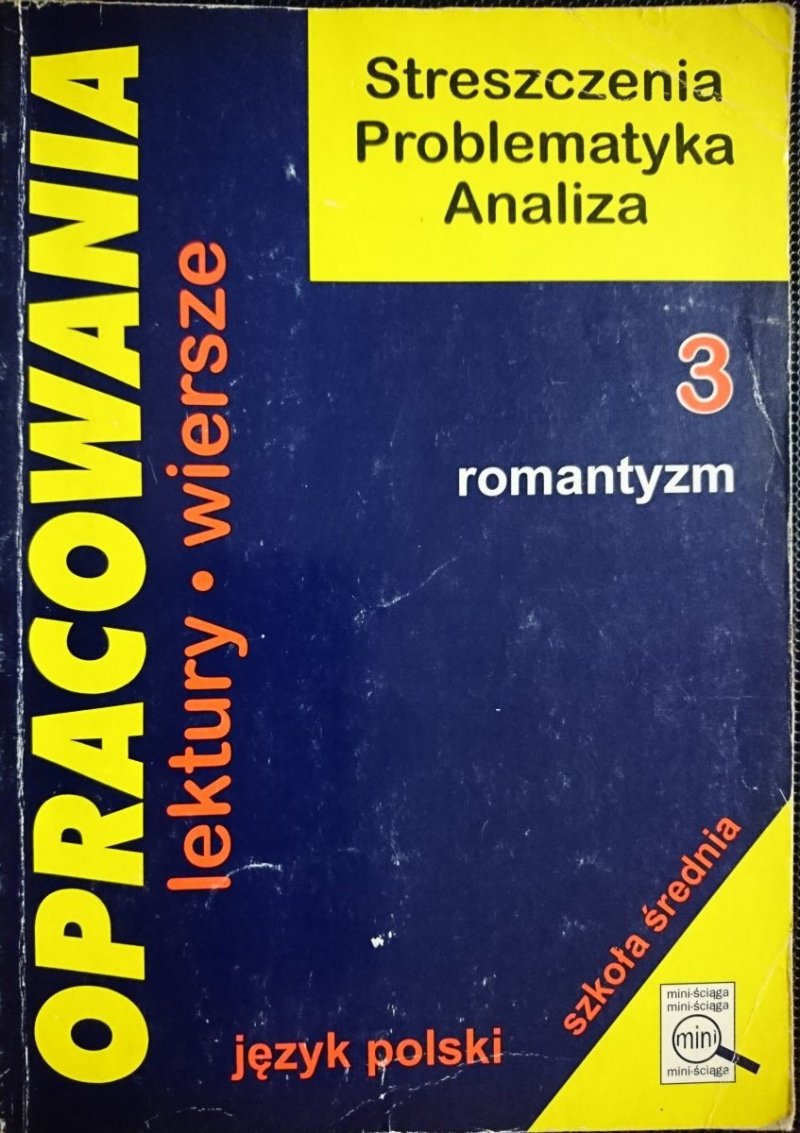 OPRACOWANIA
lektury • wiersze
Streszczenia
Problematyka
Analiza
3
romantyzm
szkoła średnia
język polski
mini-ściąga
mini-ściąga
mini
mini-ściąga